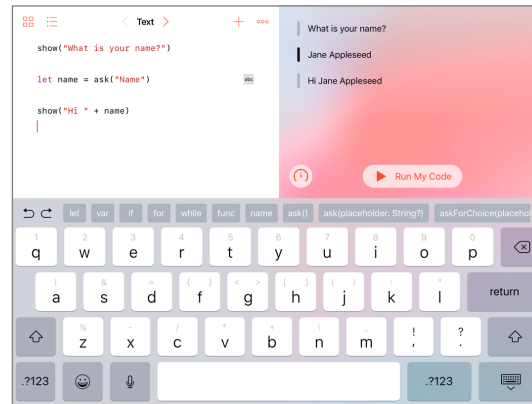 Text
show("What is your name?")
let name = ask("Name")
abc
show("Hi " + name)
What is your name?
Jane Appleseed
Hi Jane Appleseed
Run My Code
let var if for while func name ask() ask(placeholder: String?) askForChoice(placehol
1 2 3 4 5 6 7 8 9 0
q w e r t y u i o p
| & = { } < > [ ] ( ) : "
a s d f g h j k l return
% - / * + \ _ ! ?
z x c v b n m , .
.?123 .?123